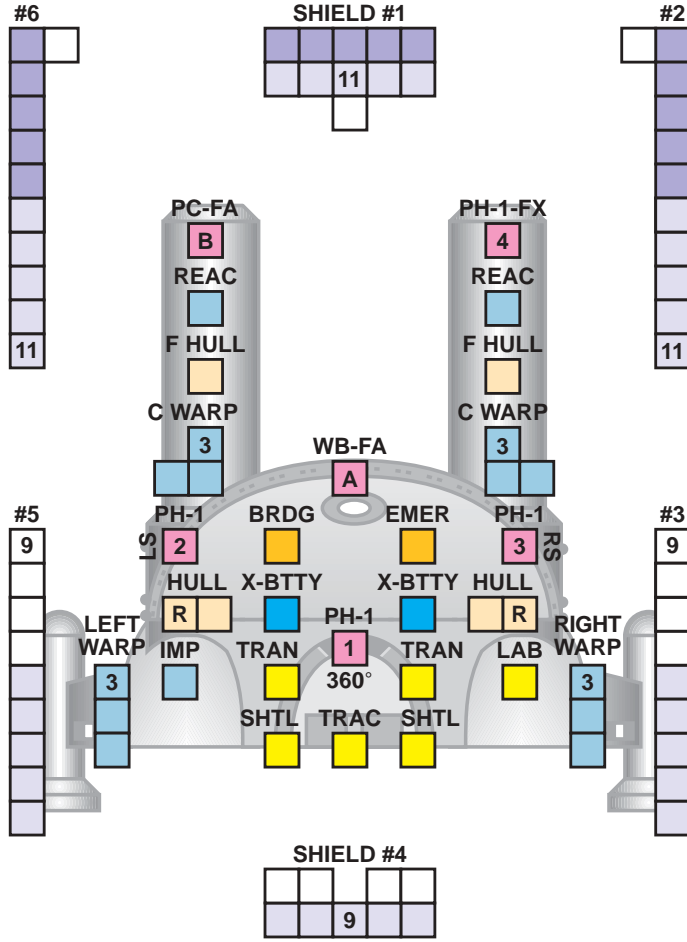 #6 SHIELD #1 #2
11
11 11
PC-FA PH-1-FX
B 4
REAC REAC
F HULL F HULL
C WARP C WARP
3 3
WB-FA
A
#5 #3
PH-1 BRDG EMER PH-1
9 LS 2 3 RS 9
HULL X-BTTY X-BTTY HULL
R R
PH-1
1
360°
LEFT WARP
RIGHT WARP
IMP TRAN TRAN LAB
3 3
SHTL TRAC SHTL
SHIELD #4
9